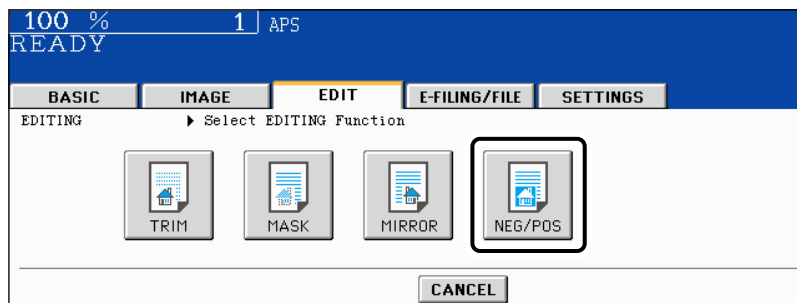 100 % 1 APS
READY
BASIC IMAGE EDIT E-FILING/FILE SETTINGS
EDITING ▶ Select EDITING Function
TRIM MASK MIRROR NEG/POS
CANCEL